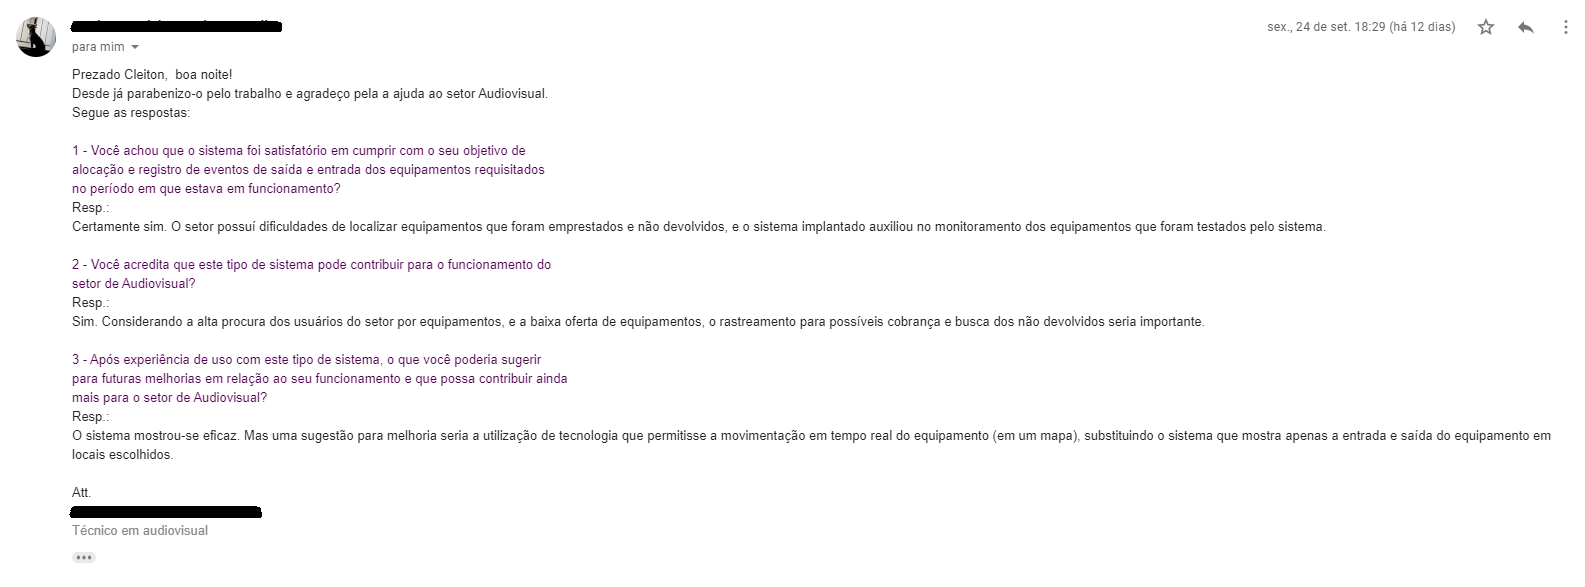 sex., 24 de set. 18:29 (há 12 dias)
para mim
Prezado Cleiton,  boa noite!
Desde já parabenizo-o pelo trabalho e agradeço pela a ajuda ao setor Audiovisual.
Segue as respostas:
1 - Você achou que o sistema foi satisfatório em cumprir com o seu objetivo de
alocação e registro de eventos de saída e entrada dos equipamentos requisitados
no período em que estava em funcionamento?
Resp.:
Certamente sim. O setor possuí dificuldades de localizar equipamentos que foram emprestados e não devolvidos, e o sistema implantado auxiliou no monitoramento dos equipamentos que foram testados pelo sistema.
2 - Você acredita que este tipo de sistema pode contribuir para o funcionamento do
setor de Audiovisual?
Resp.:
Sim. Considerando a alta procura dos usuários do setor por equipamentos, e a baixa oferta de equipamentos, o rastreamento para possíveis cobrança e busca dos não devolvidos seria importante.
3 - Após experiência de uso com este tipo de sistema, o que você poderia sugerir
para futuras melhorias em relação ao seu funcionamento e que possa contribuir ainda
mais para o setor de Audiovisual?
Resp.:
O sistema mostrou-se eficaz. Mas uma sugestão para melhoria seria a utilização de tecnologia que permitisse a movimentação em tempo real do equipamento (em um mapa), substituindo o sistema que mostra apenas a entrada e saída do equipamento em
locais escolhidos.
Att.
Técnico em audiovisual